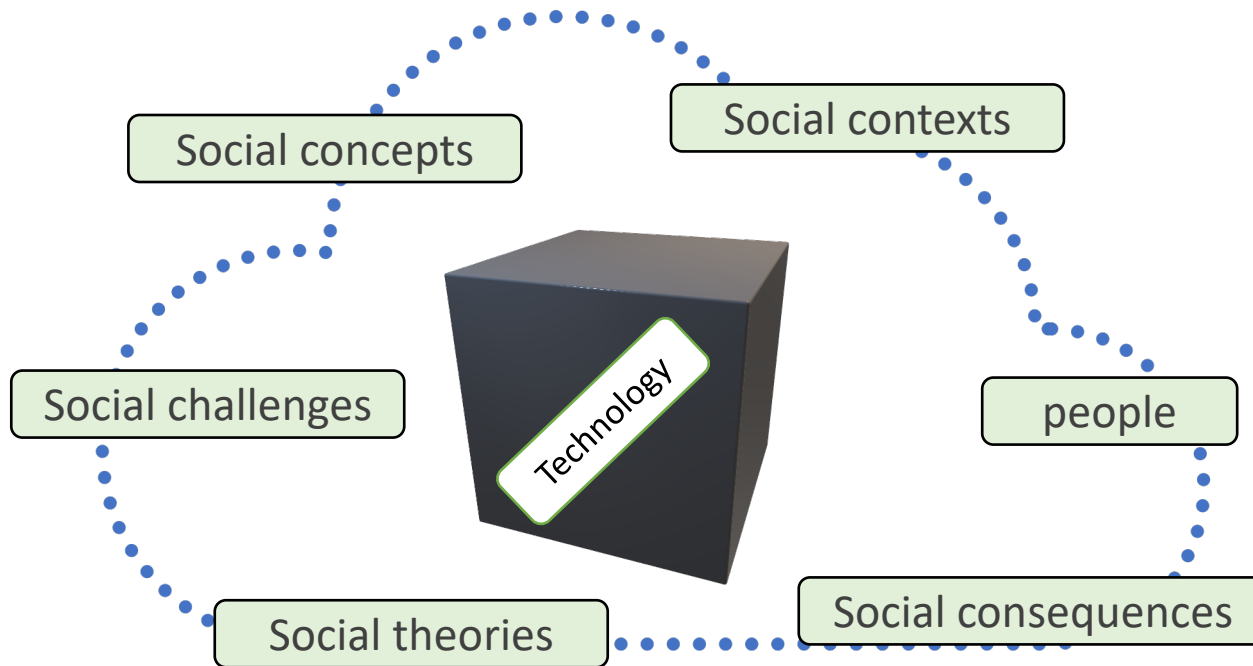 Social contexts
Social concepts
Technology
Social challenges
people
Social consequences
Social theories